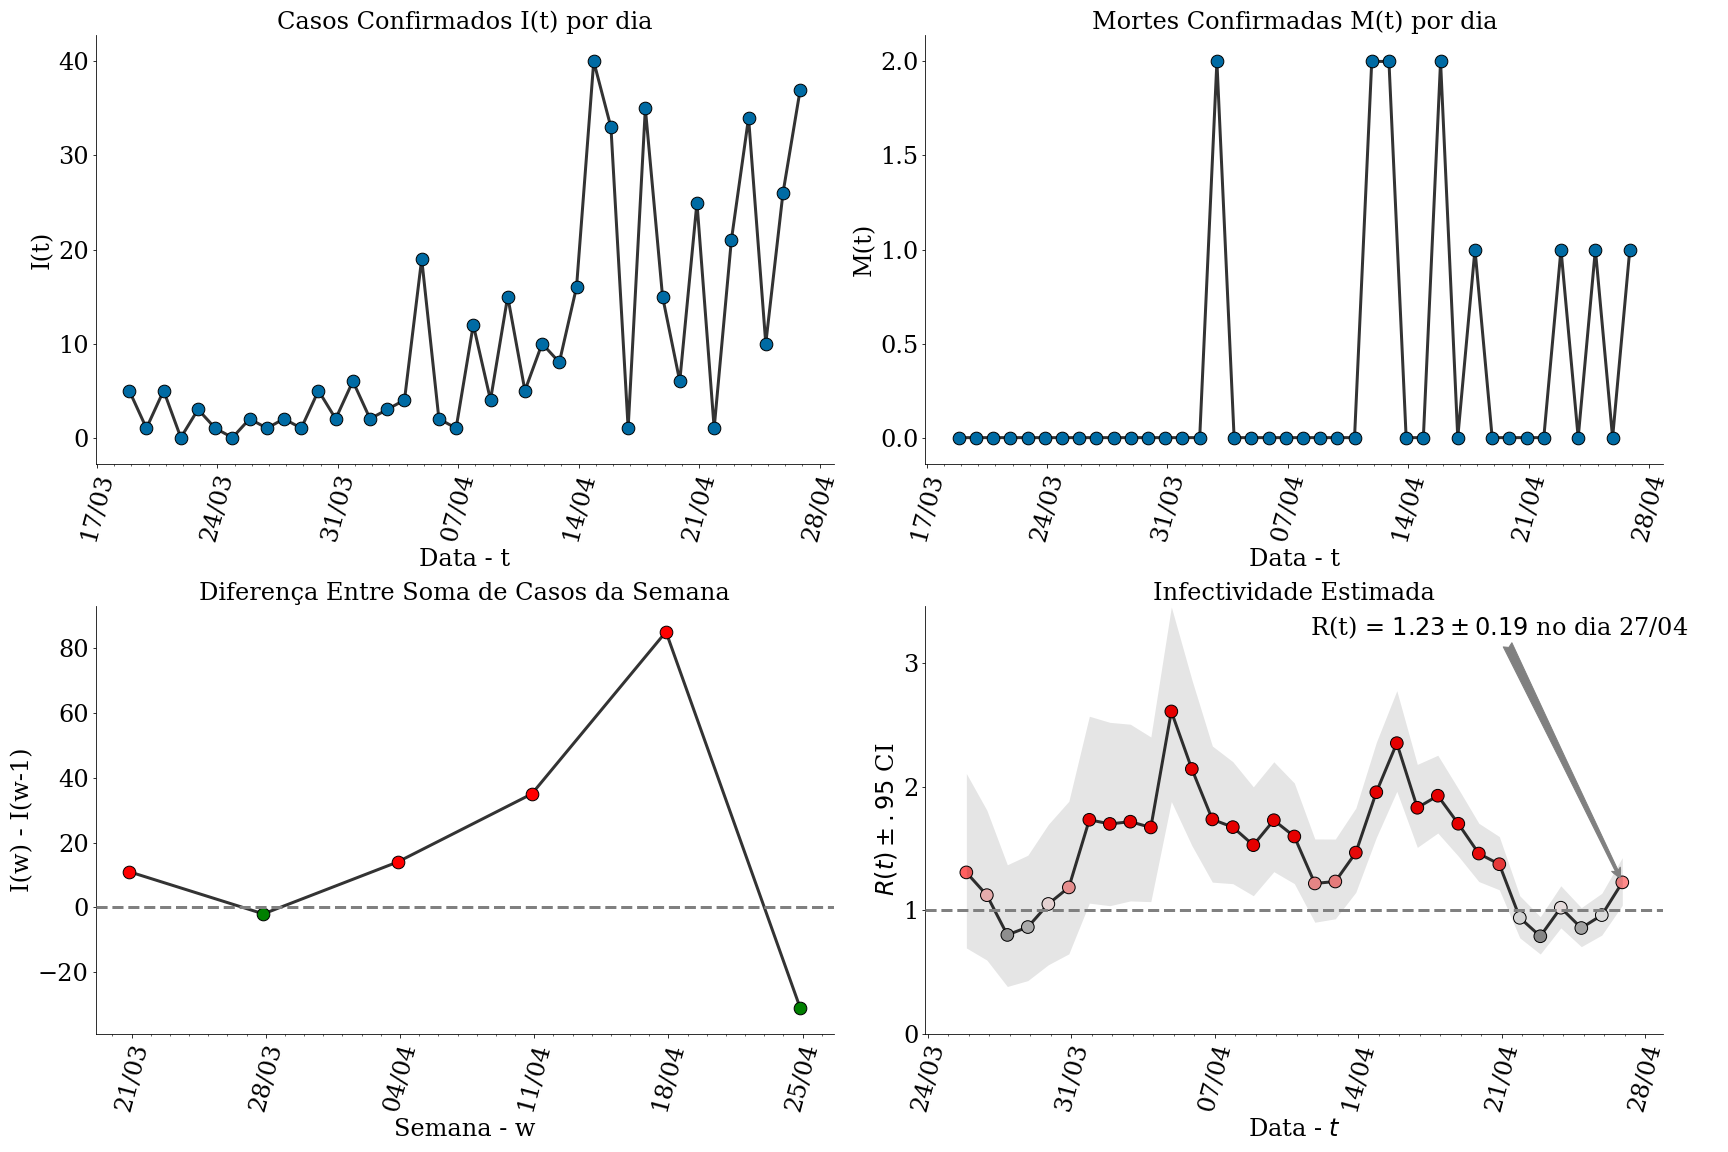 Casos Confirmados I(t) por dia
I(t)
40
30
20
10
0
17/03 24/03 31/03 07/04 14/04 21/04 28/04
Data - t
Mortes Confirmadas M(t) por dia
M(t)
2.0
1.5
1.0
0.5
0.0
17/03 24/03 31/03 07/04 14/04 21/04 28/04
Data - t
Diferença Entre Soma de Casos da Semana
I(w) - I(w-1)
80
60
40
20
0
−20
21/03 28/03 04/04 11/04 18/04 25/04
Semana - w
Infectividade Estimada
R(t) = 1.23 ± 0.19 no dia 27/04
R(t) ± .95 CI
3
2
1
0
24/03 31/03 07/04 14/04 21/04 28/04
Data - t